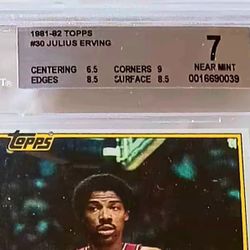 1981-82 TOPPS
#30 JULIUS ERVING
7
CENTERING 6.5 CORNERS 9
NEAR MINT
EDGES 8.5 SURFACE 8.5
0016690039
TOPPS